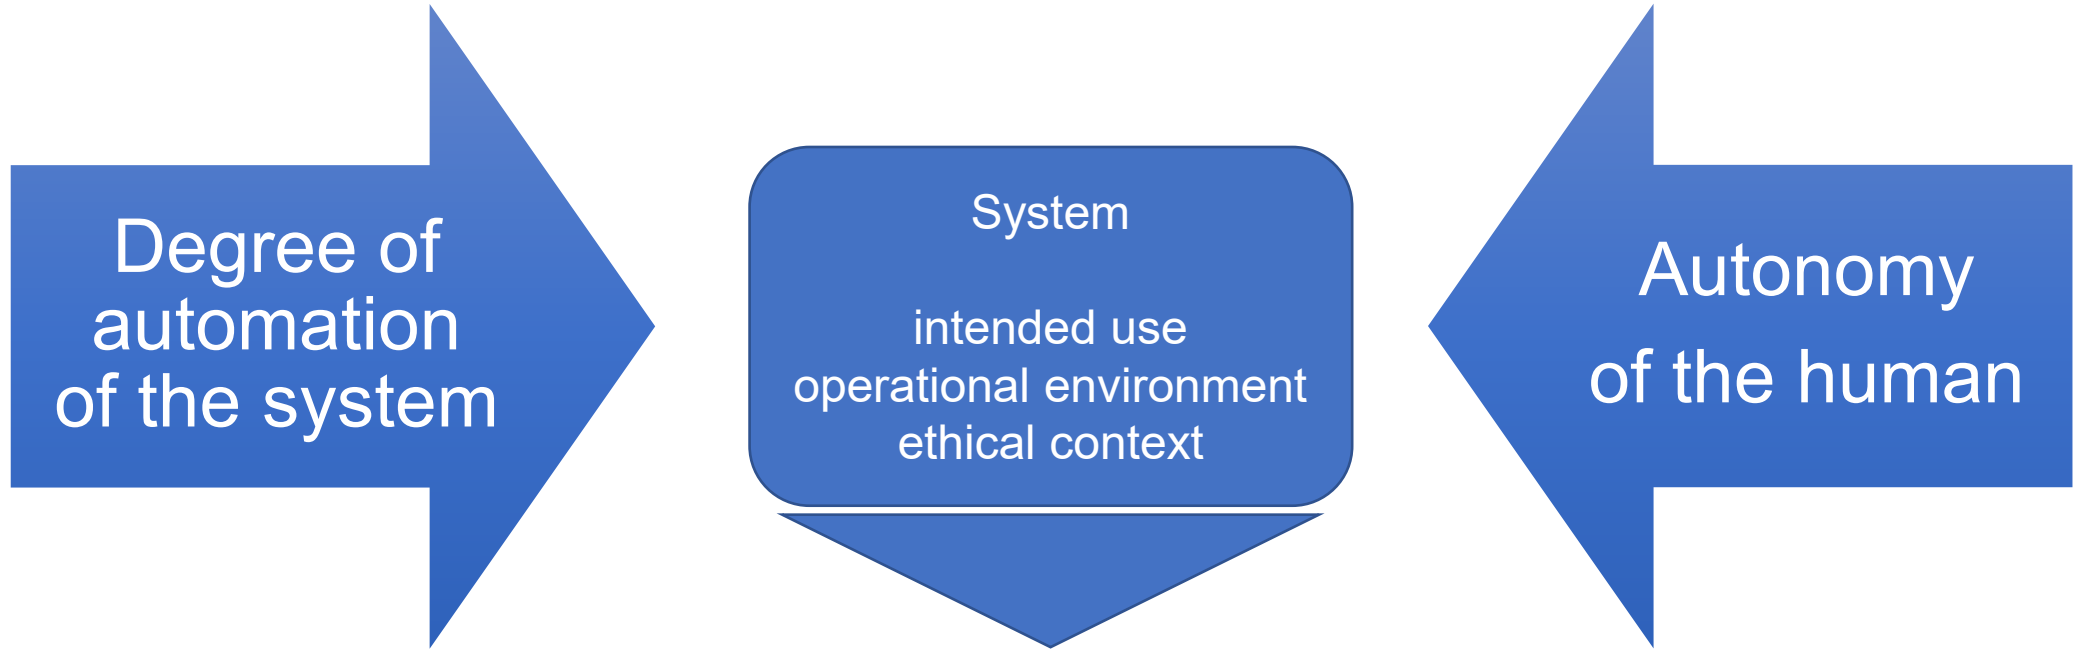 Degree of
automation
of the system
System
intended use
operational environment
ethical context
Autonomy
of the human